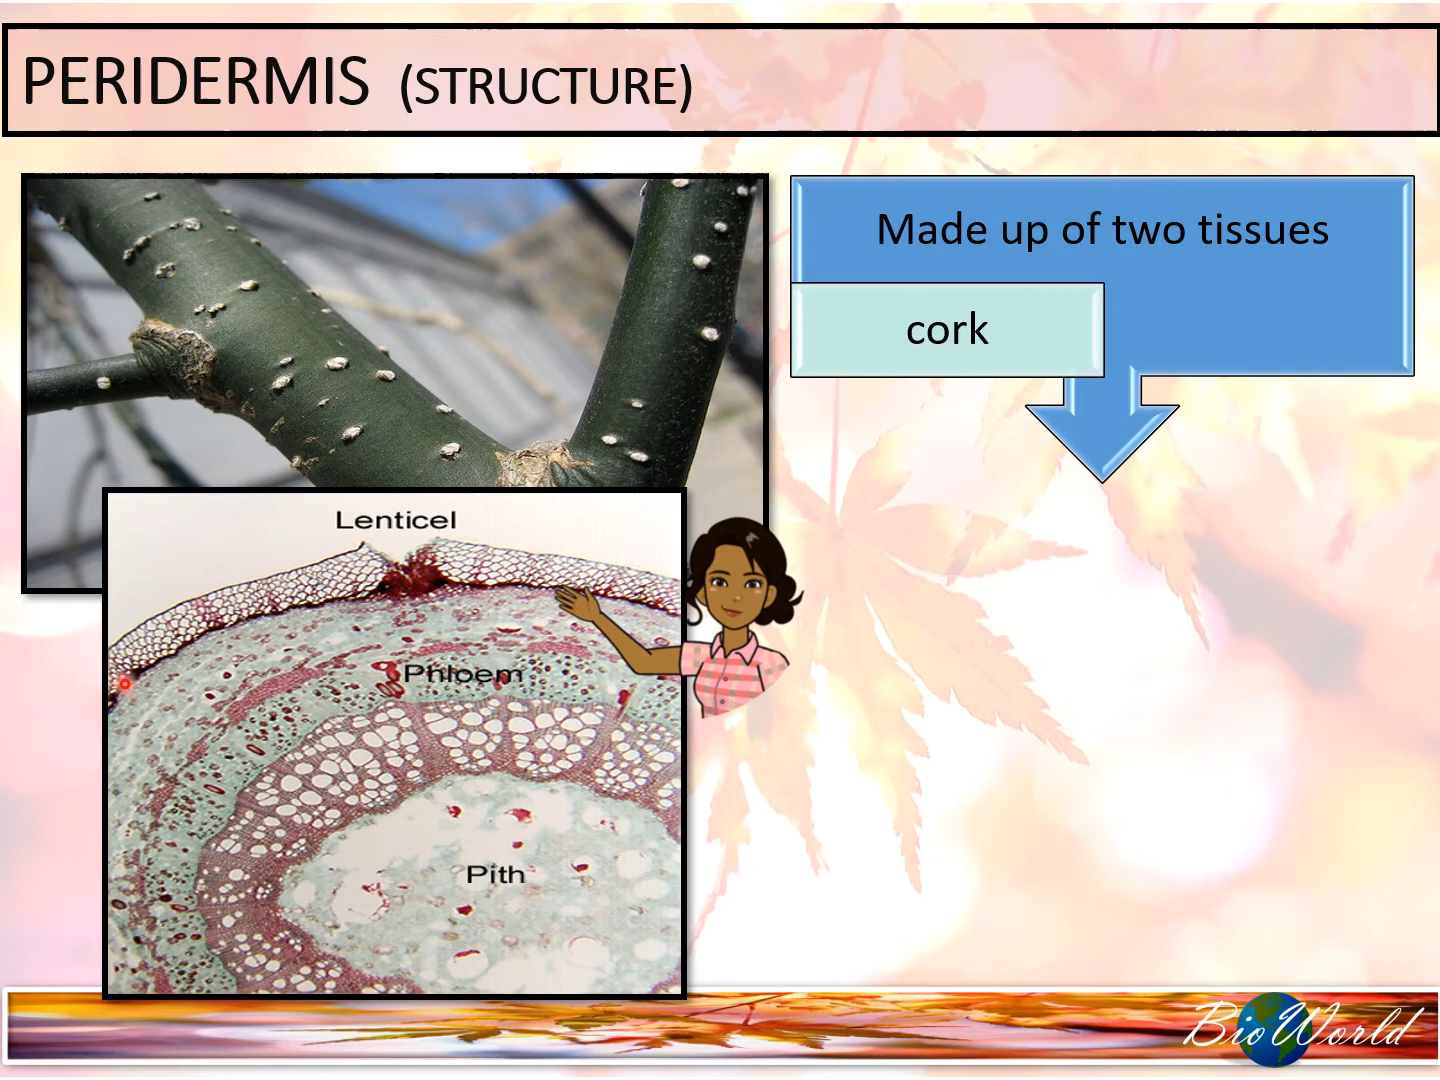 PERIDERMIS (STRUCTURE)
Made up of two tissues
cork
Lenticel
Phloem
Pith
BioWorld